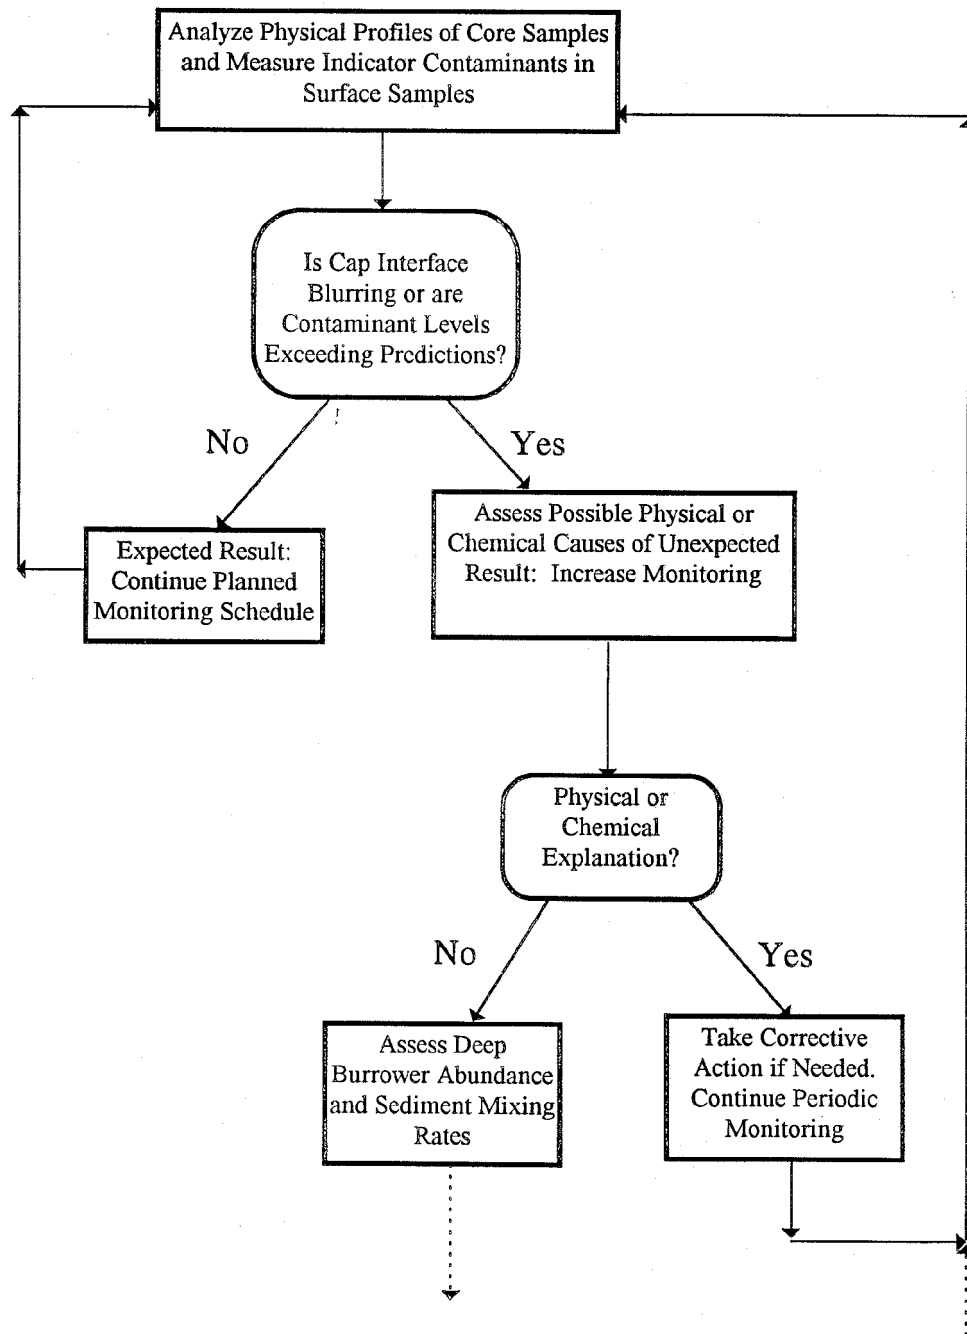 Analyze Physical Profiles of Core Samples
and Measure Indicator Contaminants in
Surface Samples
Is Cap Interface
Blurring or are
Contaminant Levels
Exceeding Predictions?
No
Yes
Expected Result:
Continue Planned
Monitoring Schedule
Assess Possible Physical or
Chemical Causes of Unexpected
Result: Increase Monitoring
Physical or
Chemical
Explanation?
No
Yes
Assess Deep
Burrower Abundance
and Sediment Mixing
Rates
Take Corrective
Action if Needed.
Continue Periodic
Monitoring